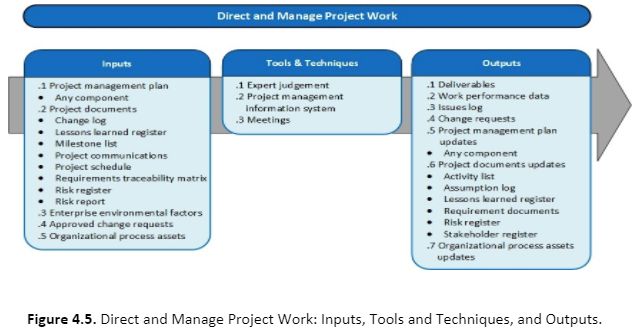 Direct and Manage Project Work
Inputs
.1 Project management plan
• Any component
.2 Project documents
• Change log
• Lessons learned register
• Milestone list
• Project communications
• Project schedule
• Requirements traceability matrix
• Risk register
• Risk report
.3 Enterprise environmental factors
.4 Approved change requests
.5 Organizational process assets
Tools & Techniques
.1 Expert judgement
.2 Project management
information system
.3 Meetings
Outputs
.1 Deliverables
.2 Work performance data
.3 Issues log
.4 Change requests
.5 Project management plan
updates
• Any component
.6 Project documents updates
• Activity list
• Assumption log
• Lessons learned register
• Requirement documents
• Risk register
• Stakeholder register
.7 Organizational process assets
updates
Figure 4.5. Direct and Manage Project Work: Inputs, Tools and Techniques, and Outputs.